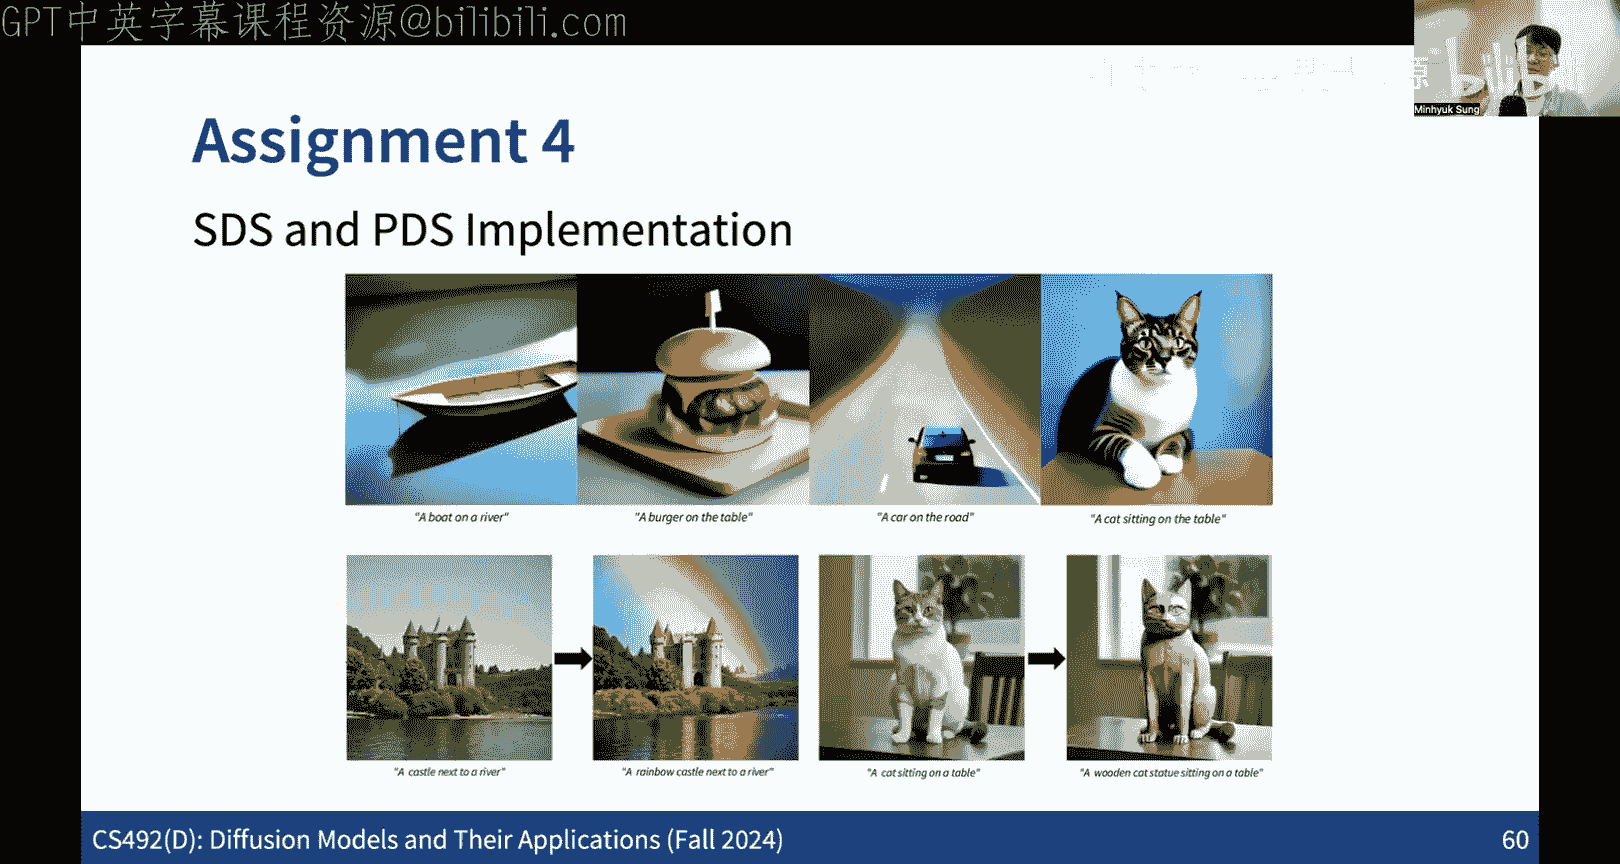 GPT中英字幕课程资源@bilibili.com
bilibili
Minhyuk Sung
Assignment 4
SDS and PDS Implementation
"A boat on a river"
"A burger on the table"
"A car on the road"
"A cat sitting on the table"
"A castle next to a river"
"A rainbow castle next to a river"
"A cat sitting on a table"
"A wooden cat statue sitting on a table"
CS492(D): Diffusion Models and Their Applications (Fall 2024)
60